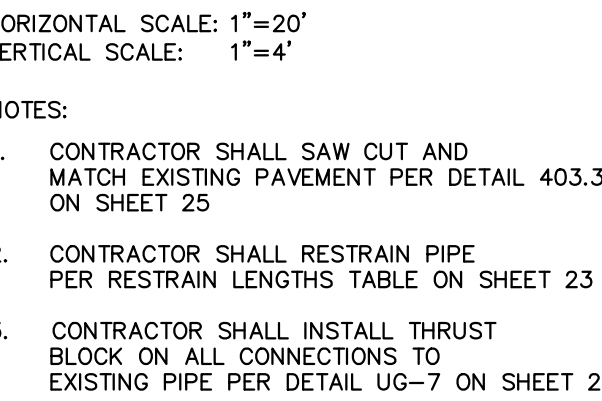 ORIZONTAL SCALE: 1"=20'
ERTICAL SCALE: 1"=4'
NOTES:
. CONTRACTOR SHALL SAW CUT AND
MATCH EXISTING PAVEMENT PER DETAIL 403.3
ON SHEET 25
2. CONTRACTOR SHALL RESTRAIN PIPE
PER RESTRAIN LENGTHS TABLE ON SHEET 23
3. CONTRACTOR SHALL INSTALL THRUST
BLOCK ON ALL CONNECTIONS TO
EXISTING PIPE PER DETAIL UG-7 ON SHEET 2